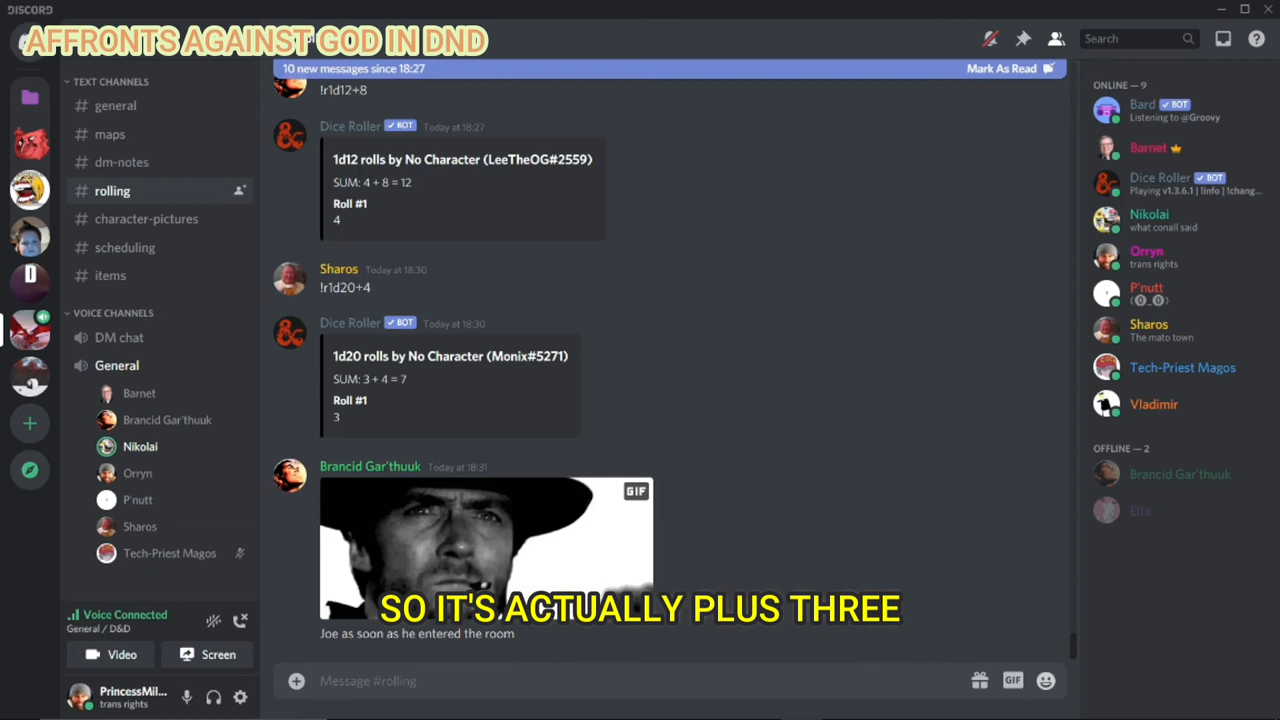 DISCORD
AFFRONTS AGAINST GOD IN DND
Search
10 new messages since 18:27
Mark As Read
TEXT CHANNELS
general
maps
dm-notes
rolling
character-pictures
scheduling
items
VOICE CHANNELS
DM chat
General
Barnet
Brancid Gar'thuuk
Nikolai
Orryn
P'nutt
Sharos
Tech-Priest Magos
Voice Connected
General / D&D
Video
Screen
PrincessMil...
trans rights
!r1d12+8
Dice Roller BOT Today at 18:27
1d12 rolls by No Character (LeeTheOG#2559)
SUM: 4 + 8 = 12
Roll #1
4
Sharos Today at 18:30
!r1d20+4
Dice Roller BOT Today at 18:30
1d20 rolls by No Character (Monix#5271)
SUM: 3 + 4 = 7
Roll #1
3
Brancid Gar'thuuk Today at 18:31
GIF
SO IT'S ACTUALLY PLUS THREE
Joe as soon as he entered the room
Message #rolling
GIF
ONLINE — 9
Bard BOT
Listening to @Groovy
Barnet
Dice Roller BOT
Playing v1.3.6.1 | !info | !chang...
Nikolai
what conall said
Orryn
trans rights
P'nutt
(⓿_⓿)
Sharos
The mato town
Tech-Priest Magos
Vladimir
OFFLINE — 2
Brancid Gar'thuuk
Ella
D